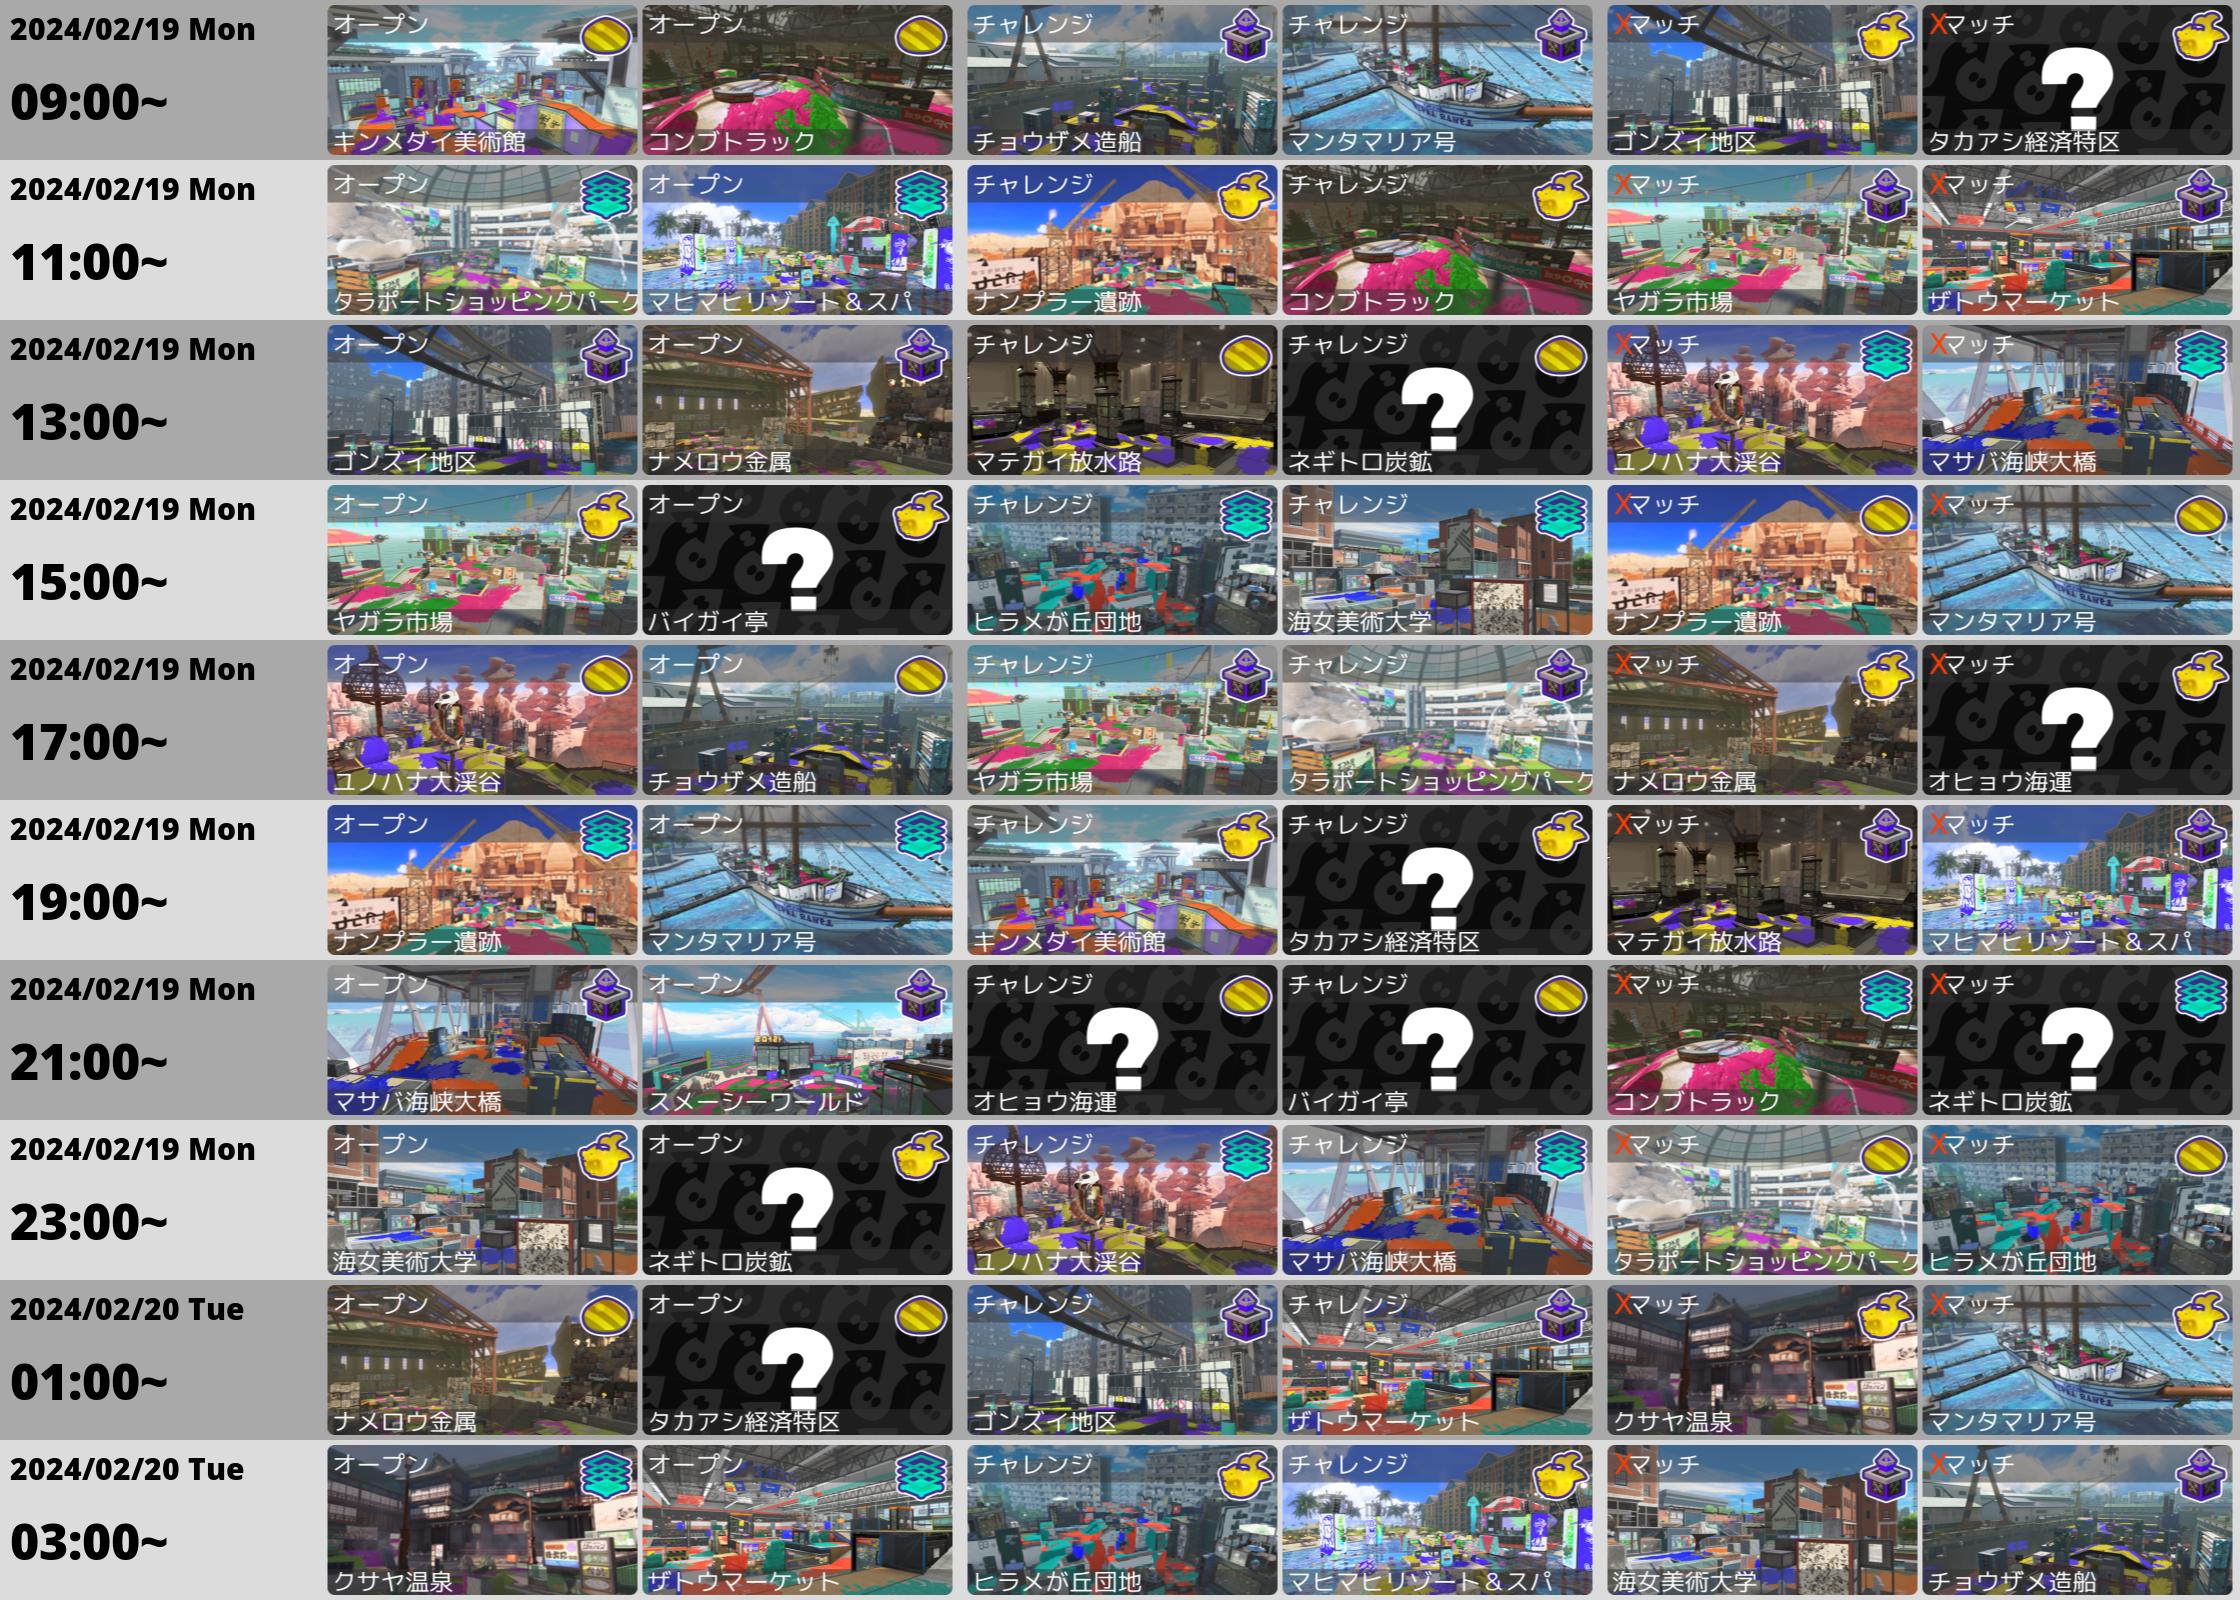 2024/02/19 Mon
09:00~
オープン
キンメダイ美術館
オープン
コンブトラック
チャレンジ
チョウザメ造船
チャレンジ
マンタマリア号
Xマッチ
ゴンズイ地区
Xマッチ
?
タカアシ経済特区
2024/02/19 Mon
11:00~
オープン
タラポートショッピングパーク
オープン
マヒマヒリゾート&スパ
チャレンジ
ナンプラー遺跡
チャレンジ
コンブトラック
Xマッチ
ヤガラ市場
Xマッチ
ザトウマーケット
2024/02/19 Mon
13:00~
オープン
ゴンズイ地区
オープン
ナメロウ金属
チャレンジ
マテガイ放水路
チャレンジ
?
ネギトロ炭鉱
Xマッチ
ユノハナ大渓谷
Xマッチ
マサバ海峡大橋
2024/02/19 Mon
15:00~
オープン
ヤガラ市場
オープン
?
バイガイ亭
チャレンジ
ヒラメが丘団地
チャレンジ
海女美術大学
Xマッチ
ナンプラー遺跡
Xマッチ
マンタマリア号
2024/02/19 Mon
17:00~
オープン
ユノハナ大渓谷
オープン
チョウザメ造船
チャレンジ
ヤガラ市場
チャレンジ
タラポートショッピングパーク
Xマッチ
ナメロウ金属
Xマッチ
?
オヒョウ海運
2024/02/19 Mon
19:00~
オープン
ナンプラー遺跡
オープン
マンタマリア号
チャレンジ
キンメダイ美術館
チャレンジ
?
タカアシ経済特区
Xマッチ
マテガイ放水路
Xマッチ
マヒマヒリゾート&スパ
2024/02/19 Mon
21:00~
オープン
マサバ海峡大橋
オープン
スメーシーワールド
チャレンジ
?
オヒョウ海運
チャレンジ
?
バイガイ亭
Xマッチ
コンブトラック
Xマッチ
?
ネギトロ炭鉱
2024/02/19 Mon
23:00~
オープン
海女美術大学
オープン
?
ネギトロ炭鉱
チャレンジ
ユノハナ大渓谷
チャレンジ
マサバ海峡大橋
Xマッチ
タラポートショッピングパーク
Xマッチ
ヒラメが丘団地
2024/02/20 Tue
01:00~
オープン
ナメロウ金属
オープン
?
タカアシ経済特区
チャレンジ
ゴンズイ地区
チャレンジ
ザトウマーケット
Xマッチ
クサヤ温泉
Xマッチ
マンタマリア号
2024/02/20 Tue
03:00~
オープン
クサヤ温泉
オープン
ザトウマーケット
チャレンジ
ヒラメが丘団地
チャレンジ
マヒマヒリゾート&スパ
Xマッチ
海女美術大学
Xマッチ
チョウザメ造船